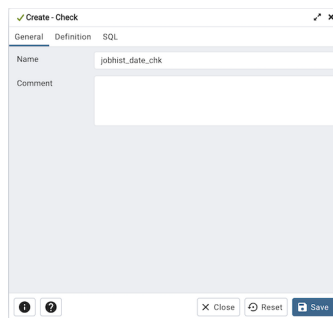 Create - Check
General Definition SQL
Name
jobhist_date_chk
Comment
Close Reset Save